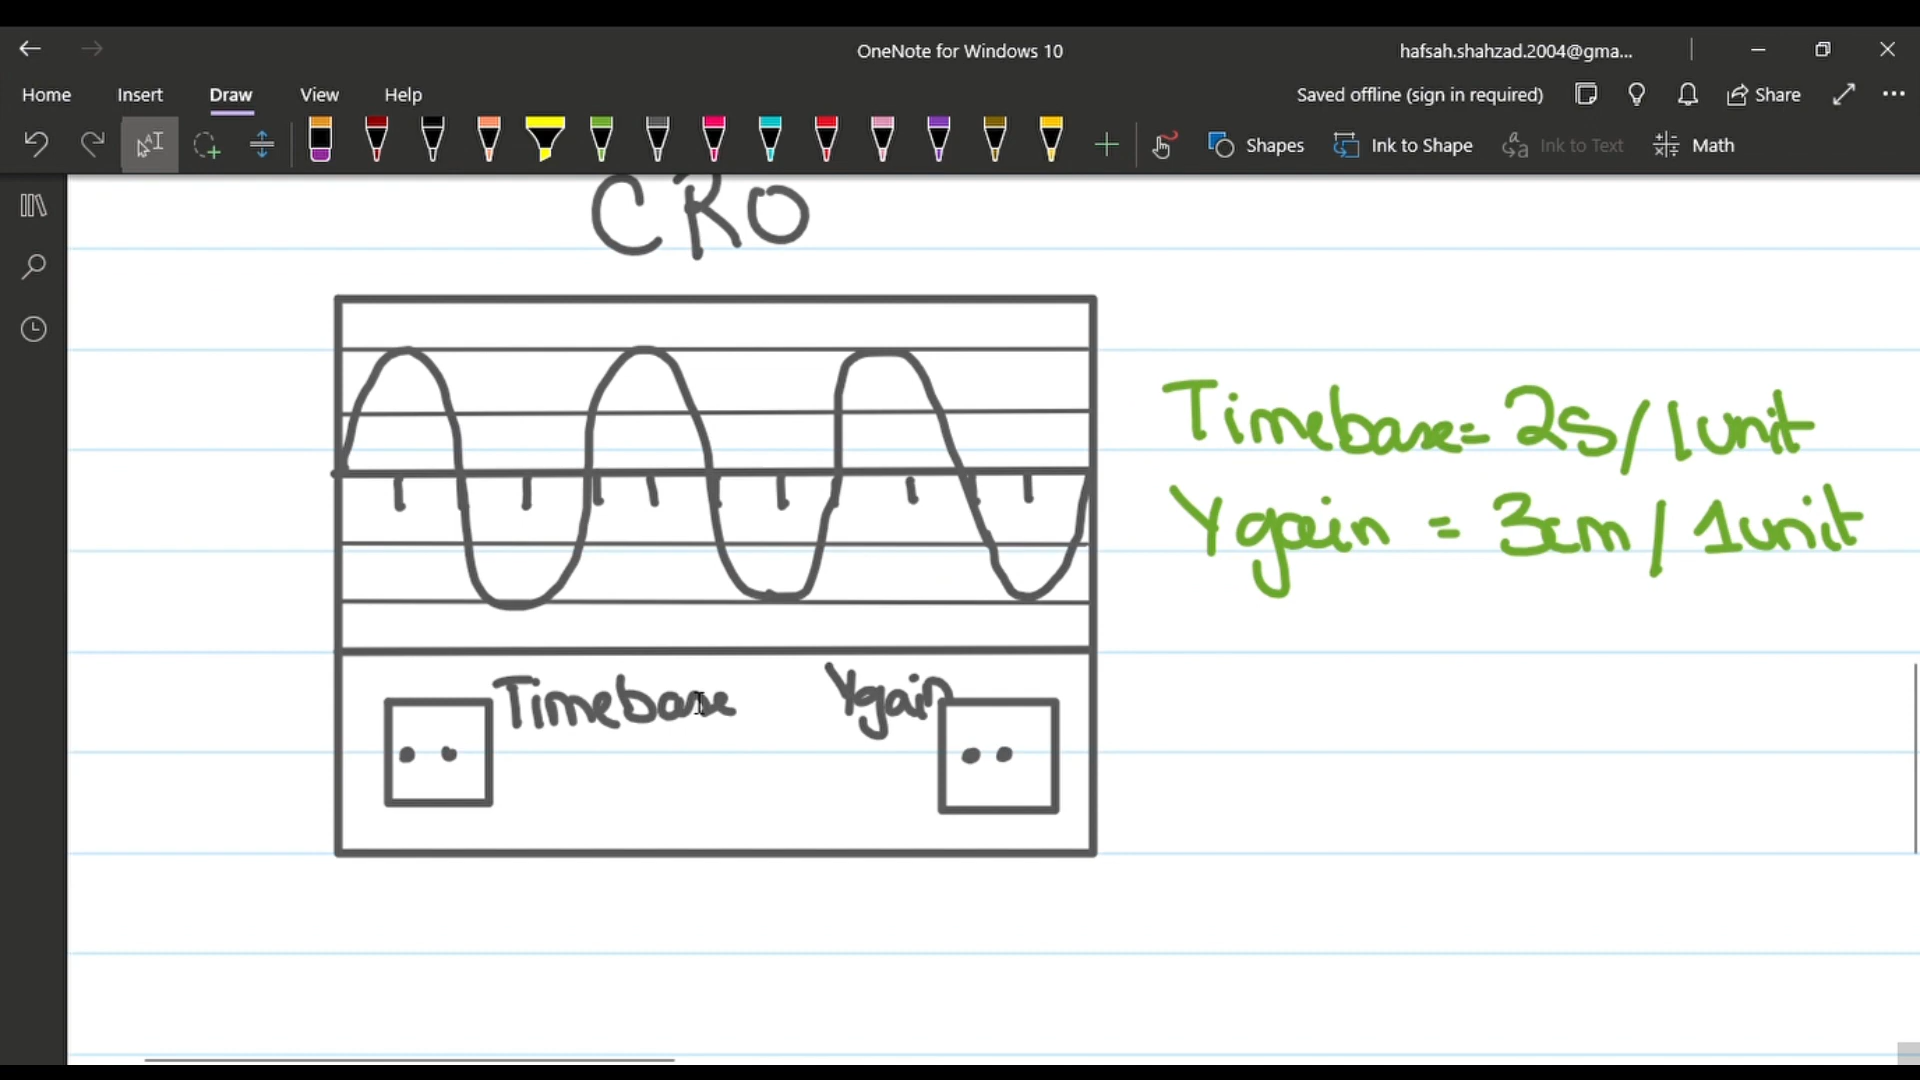 OneNote for Windows 10
hafsah.shahzad.2004@gma...
Home Insert Draw View Help
Saved offline (sign in required) Share
Shapes Ink to Shape Ink to Text Math
CRO
Timebase= 2s/1unit
Ygain = 3cm/1unit
Timebase Ygain